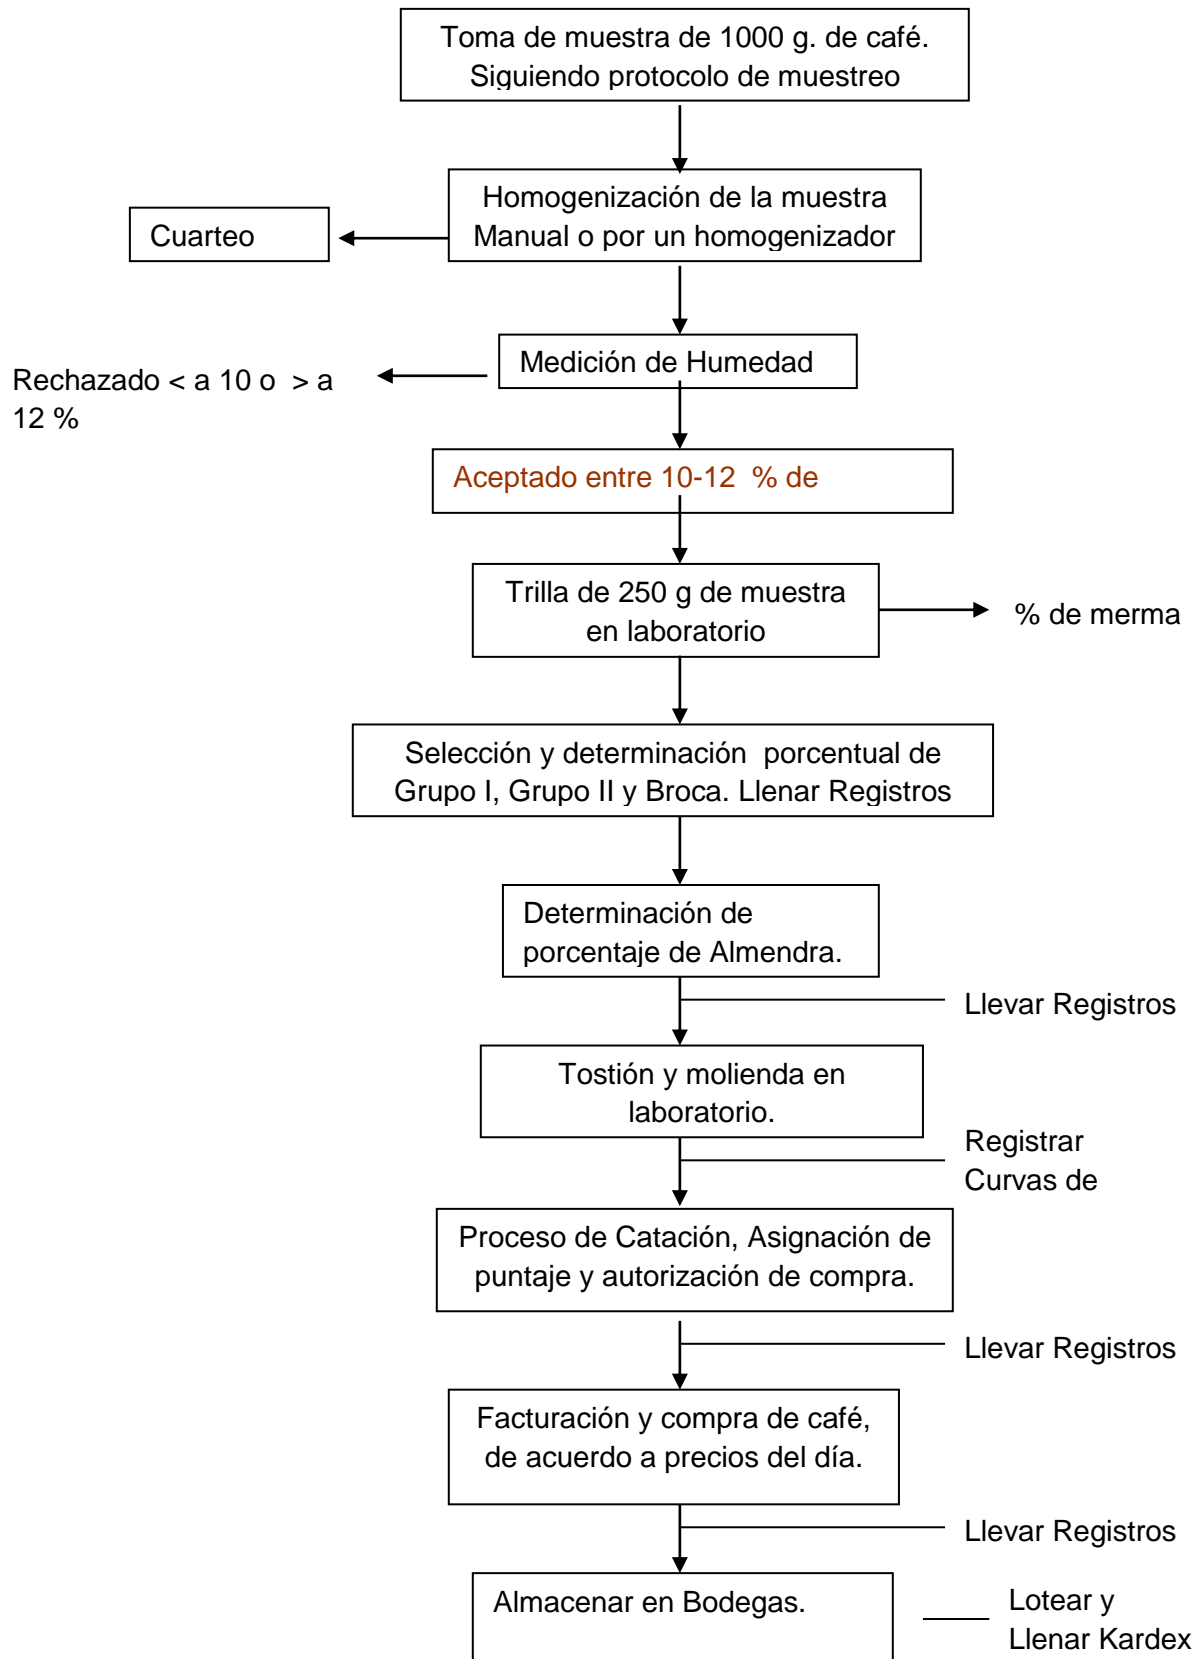 Toma de muestra de 1000 g. de café.
Siguiendo protocolo de muestreo
Homogenización de la muestra
Manual o por un homogenizador
Cuarteo
Medición de Humedad
Rechazado < a 10 o  > a
12 %
Aceptado entre 10-12  % de
Trilla de 250 g de muestra
en laboratorio
% de merma
Selección y determinación  porcentual de
Grupo I, Grupo II y Broca. Llenar Registros
Determinación de
porcentaje de Almendra.
Llevar Registros
Tostión y molienda en
laboratorio.
Registrar
Curvas de
Proceso de Catación, Asignación de
puntaje y autorización de compra.
Llevar Registros
Facturación y compra de café,
de acuerdo a precios del día.
Llevar Registros
Almacenar en Bodegas.
Lotear y
Llenar Kardex